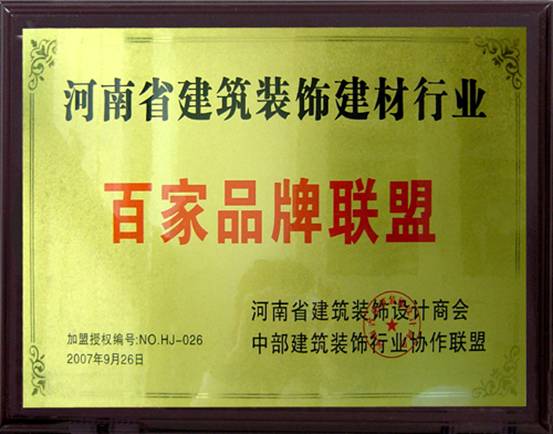 河南省建筑装饰建材行业
百家品牌联盟
河南省建筑装饰设计商会
中部建筑装饰行业协作联盟
加盟授权编号:NO.HJ-026
2007年9月26日